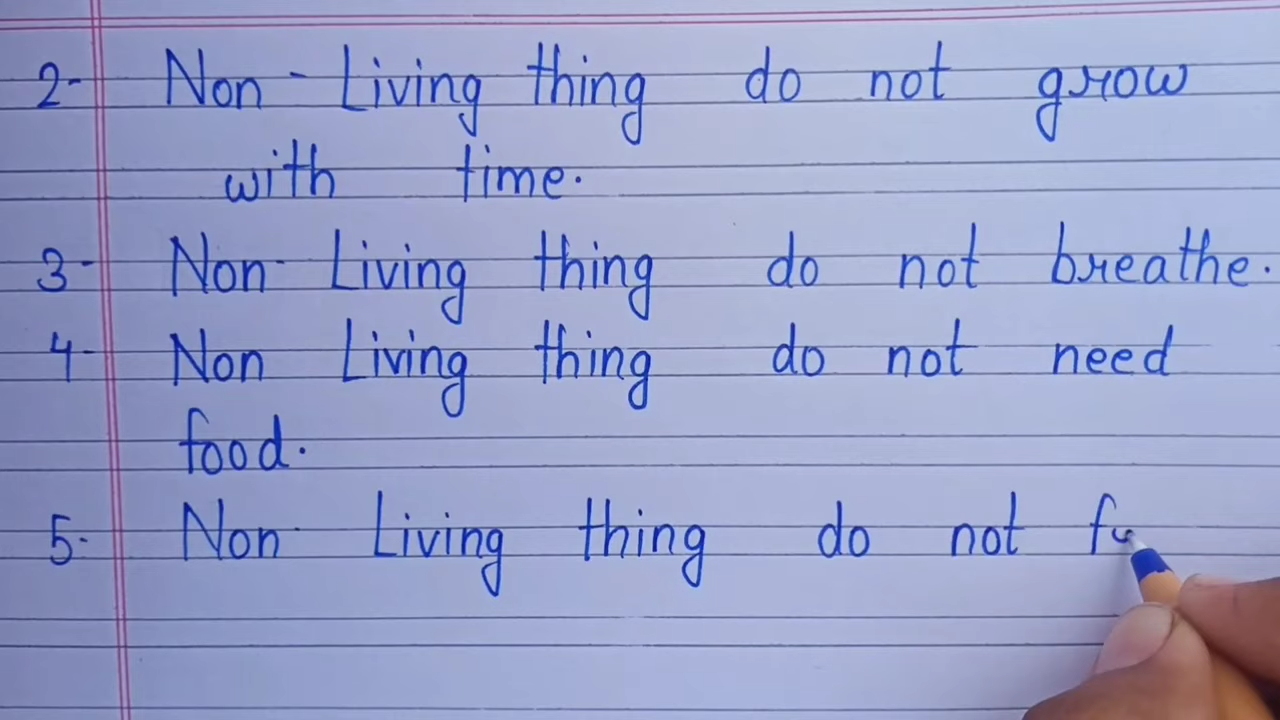 2- Non-Living thing do not grow
with time.
3- Non-Living thing do not breathe.
4- Non Living thing do not need
food.
5- Non Living thing do not